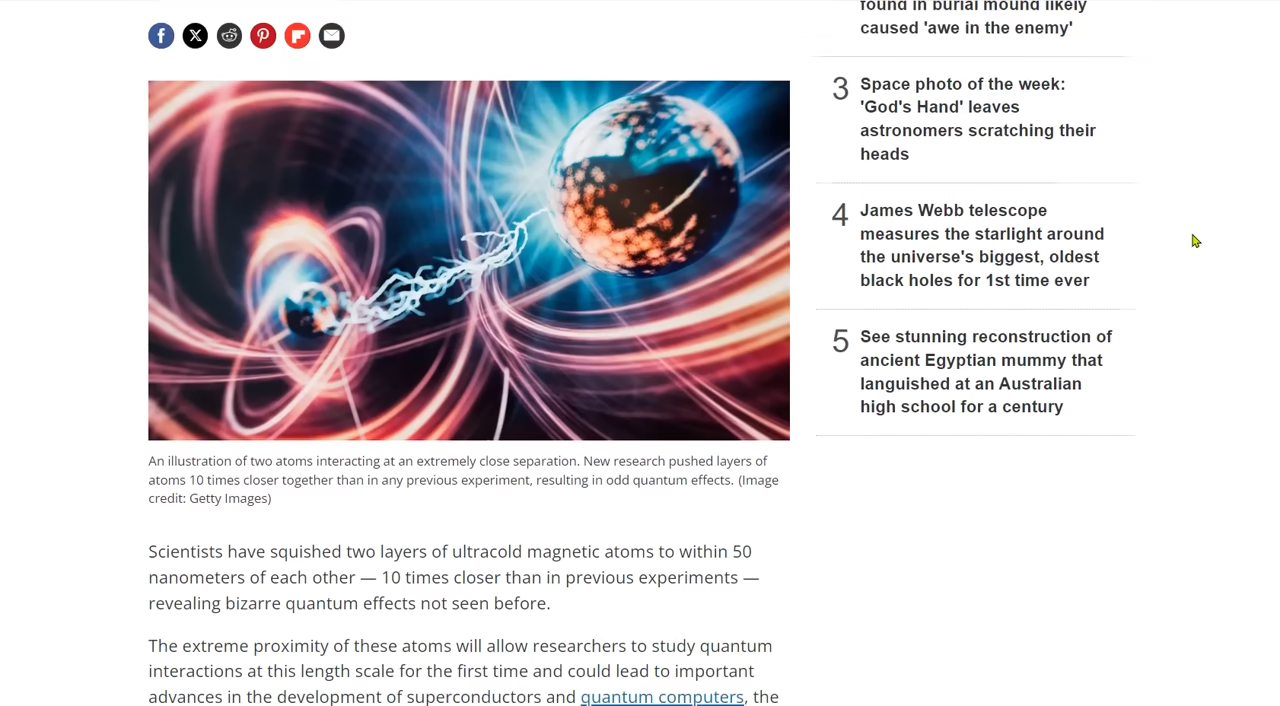 found in burial mound likely
caused 'awe in the enemy'
3
Space photo of the week:
'God's Hand' leaves
astronomers scratching their
heads
4
James Webb telescope
measures the starlight around
the universe's biggest, oldest
black holes for 1st time ever
5
See stunning reconstruction of
ancient Egyptian mummy that
languished at an Australian
high school for a century
An illustration of two atoms interacting at an extremely close separation. New research pushed layers of
atoms 10 times closer together than in any previous experiment, resulting in odd quantum effects. (Image
credit: Getty Images)
Scientists have squished two layers of ultracold magnetic atoms to within 50
nanometers of each other — 10 times closer than in previous experiments —
revealing bizarre quantum effects not seen before.
The extreme proximity of these atoms will allow researchers to study quantum
interactions at this length scale for the first time and could lead to important
advances in the development of superconductors and quantum computers, the